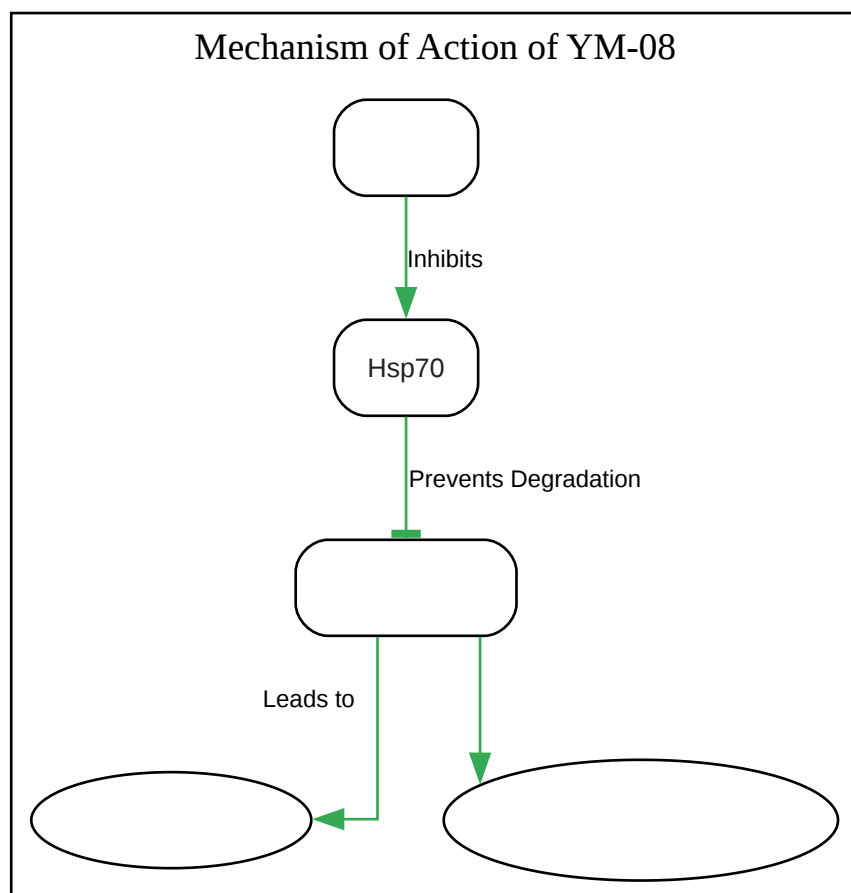 Mechanism of Action of YM-08
Inhibits
Hsp70
Prevents Degradation
Leads to